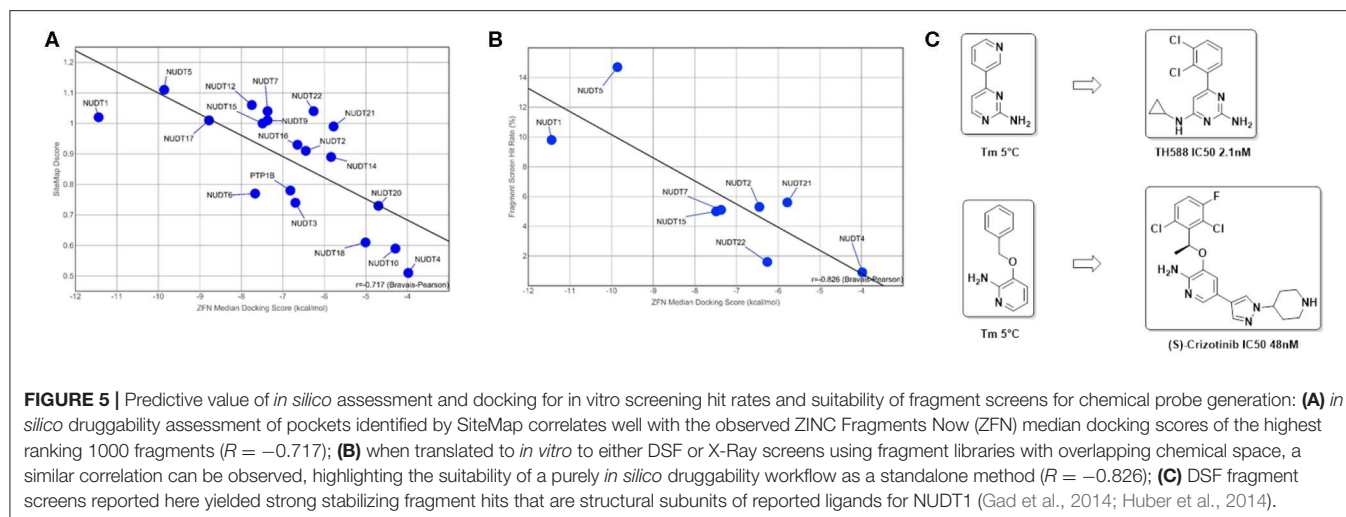 A
SiteMap Dscore
1.2
1.1
1
0.9
0.8
0.7
0.6
0.5
NUDT5
NUDT1
NUDT12
NUDT7
NUDT15
NUDT22
NUDT21
NUDT9
NUDT17
NUDT16
NUDT2
NUDT14
PTP1B
NUDT6
NUDT3
NUDT20
NUDT18
NUDT10
NUDT4
r=-0.717 (Bravais-Pearson)
-12 -11 -10 -9 -8 -7 -6 -5 -4
ZFN Median Docking Score (kcal/mol)
B
Fragment Screen Hit Rate (%)
14
12
10
8
6
4
2
NUDT5
NUDT1
NUDT7
NUDT2
NUDT21
NUDT15
NUDT22
NUDT4
r=-0.826 (Bravais-Pearson)
-12 -11 -10 -9 -8 -7 -6 -5 -4
ZFN Median Docking Score (kcal/mol)
C
N
N
N
NH2
Tm 5°C
Cl
Cl
N
H
N
N
NH2
TH588 IC50 2.1nM
O
H2N
N
Tm 5°C
F
Cl
Cl
O
H2N
N
N
N
NH
(S)-Crizotinib IC50 48nM
FIGURE 5 | Predictive value of in silico assessment and docking for in vitro screening hit rates and suitability of fragment screens for chemical probe generation: (A) in
silico druggability assessment of pockets identified by SiteMap correlates well with the observed ZINC Fragments Now (ZFN) median docking scores of the highest
ranking 1000 fragments (R = −0.717); (B) when translated to in vitro to either DSF or X-Ray screens using fragment libraries with overlapping chemical space, a
similar correlation can be observed, highlighting the suitability of a purely in silico druggability workflow as a standalone method (R = −0.826); (C) DSF fragment
screens reported here yielded strong stabilizing fragment hits that are structural subunits of reported ligands for NUDT1 (Gad et al., 2014; Huber et al., 2014).